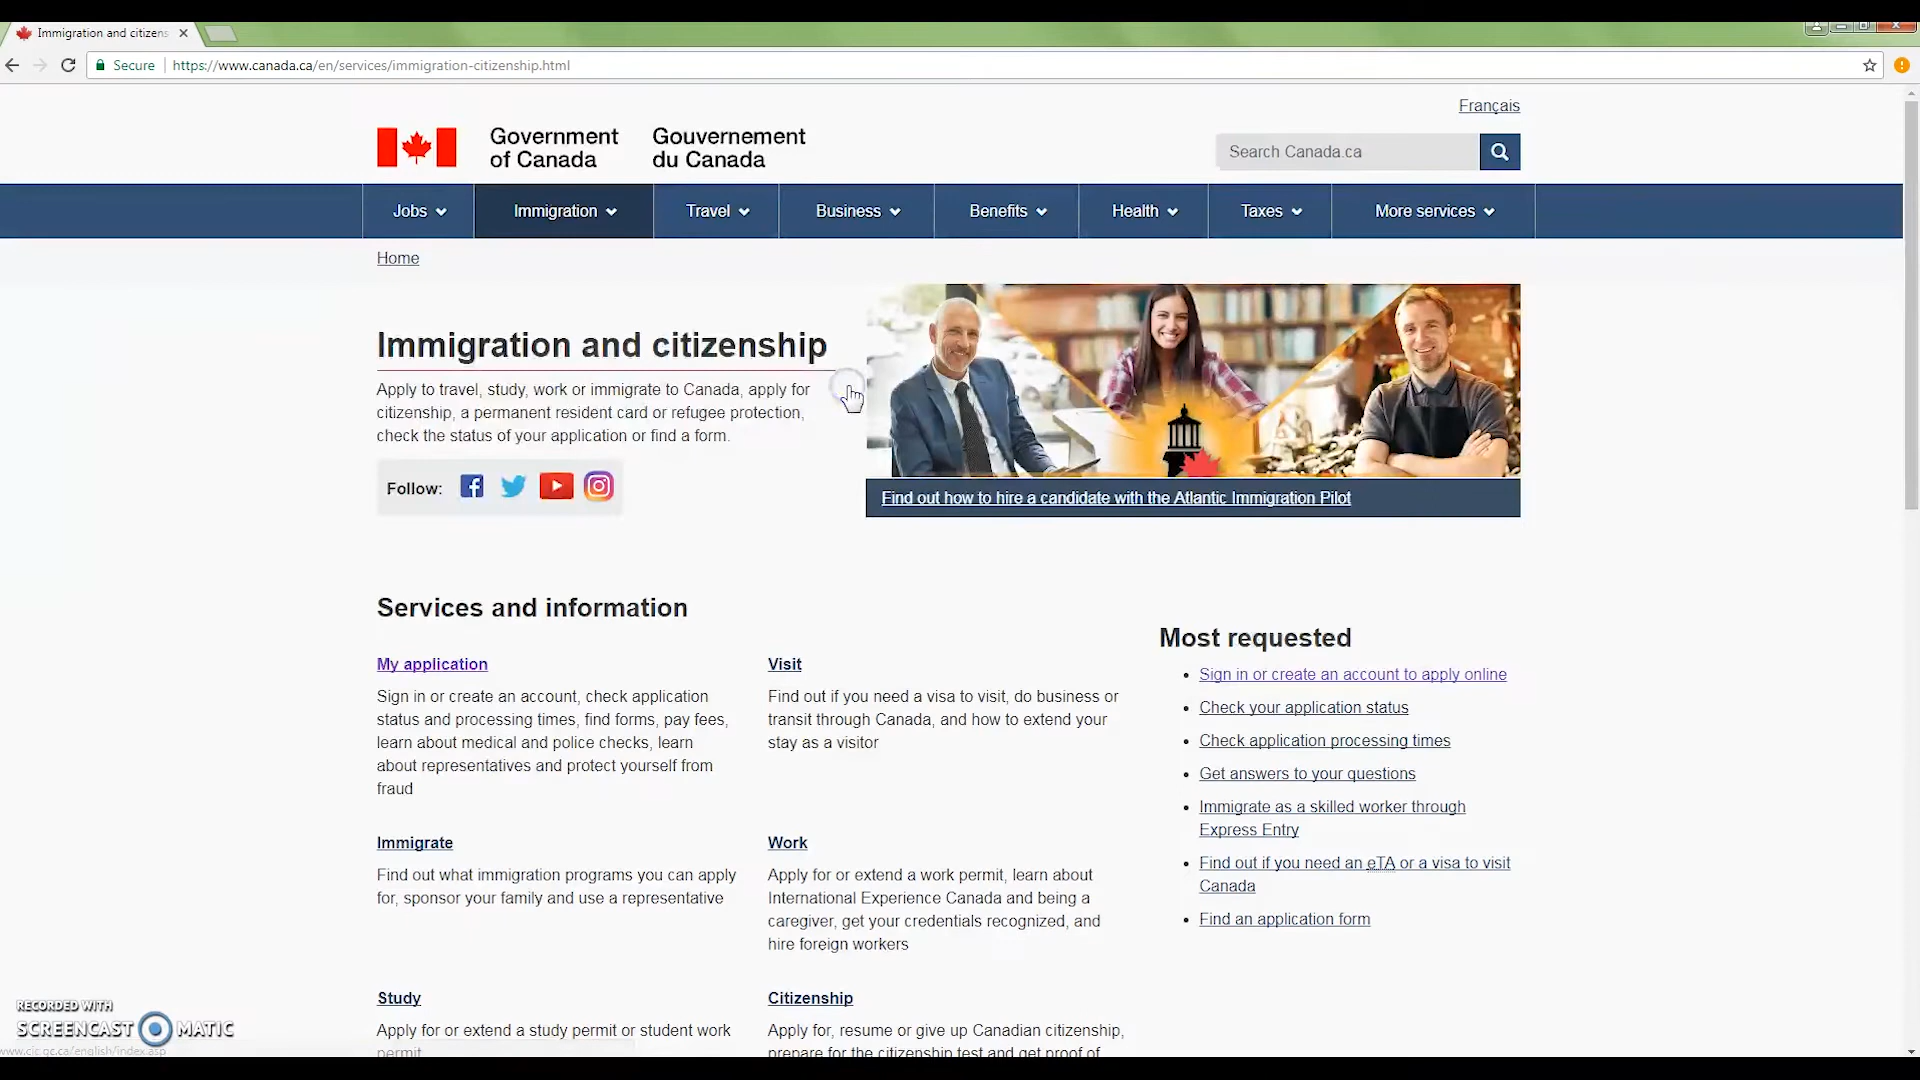 Immigration and citizens
Secure
https://www.canada.ca/en/services/immigration-citizenship.html
Français
Government
of Canada
Gouvernement
du Canada
Search Canada.ca
Jobs
Immigration
Travel
Business
Benefits
Health
Taxes
More services
Home
Immigration and citizenship
Apply to travel, study, work or immigrate to Canada, apply for
citizenship, a permanent resident card or refugee protection,
check the status of your application or find a form.
Follow:
Find out how to hire a candidate with the Atlantic Immigration Pilot
Services and information
My application
Sign in or create an account, check application
status and processing times, find forms, pay fees,
learn about medical and police checks, learn
about representatives and protect yourself from
fraud
Visit
Find out if you need a visa to visit, do business or
transit through Canada, and how to extend your
stay as a visitor
Immigrate
Find out what immigration programs you can apply
for, sponsor your family and use a representative
Work
Apply for or extend a work permit, learn about
International Experience Canada and being a
caregiver, get your credentials recognized, and
hire foreign workers
Study
Apply for or extend a study permit or student work
permit
Citizenship
Apply for, resume or give up Canadian citizenship,
prepare for the citizenship test and get proof of
Most requested
Sign in or create an account to apply online
Check your application status
Check application processing times
Get answers to your questions
Immigrate as a skilled worker through
Express Entry
Find out if you need an eTA or a visa to visit
Canada
Find an application form
RECORDED WITH
SCREENCAST MATIC
www.cic.gc.ca/english/index.asp